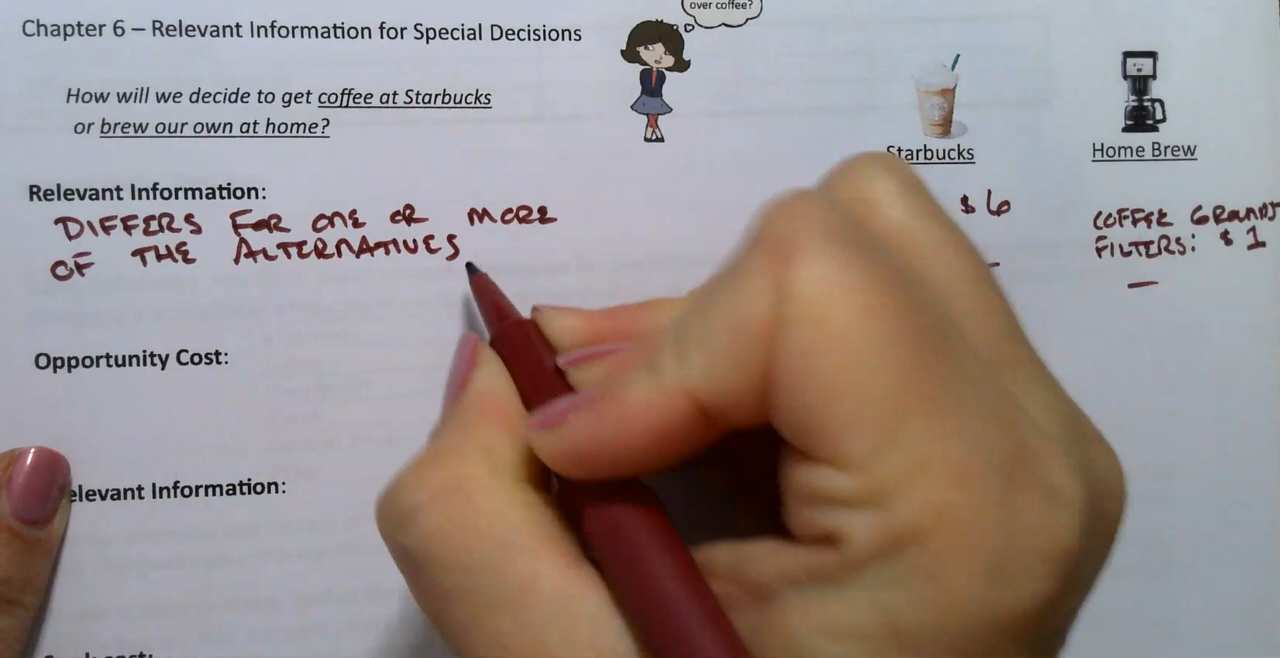 over coffee?
Chapter 6 – Relevant Information for Special Decisions
How will we decide to get coffee at Starbucks
or brew our own at home?
Starbucks
Home Brew
Relevant Information:
DIFFERS FOR ONE OR MORE
OF THE ALTERNATIVES
$6
COFFEE GROUNDS
FILTERS: $1
Opportunity Cost:
elevant Information: